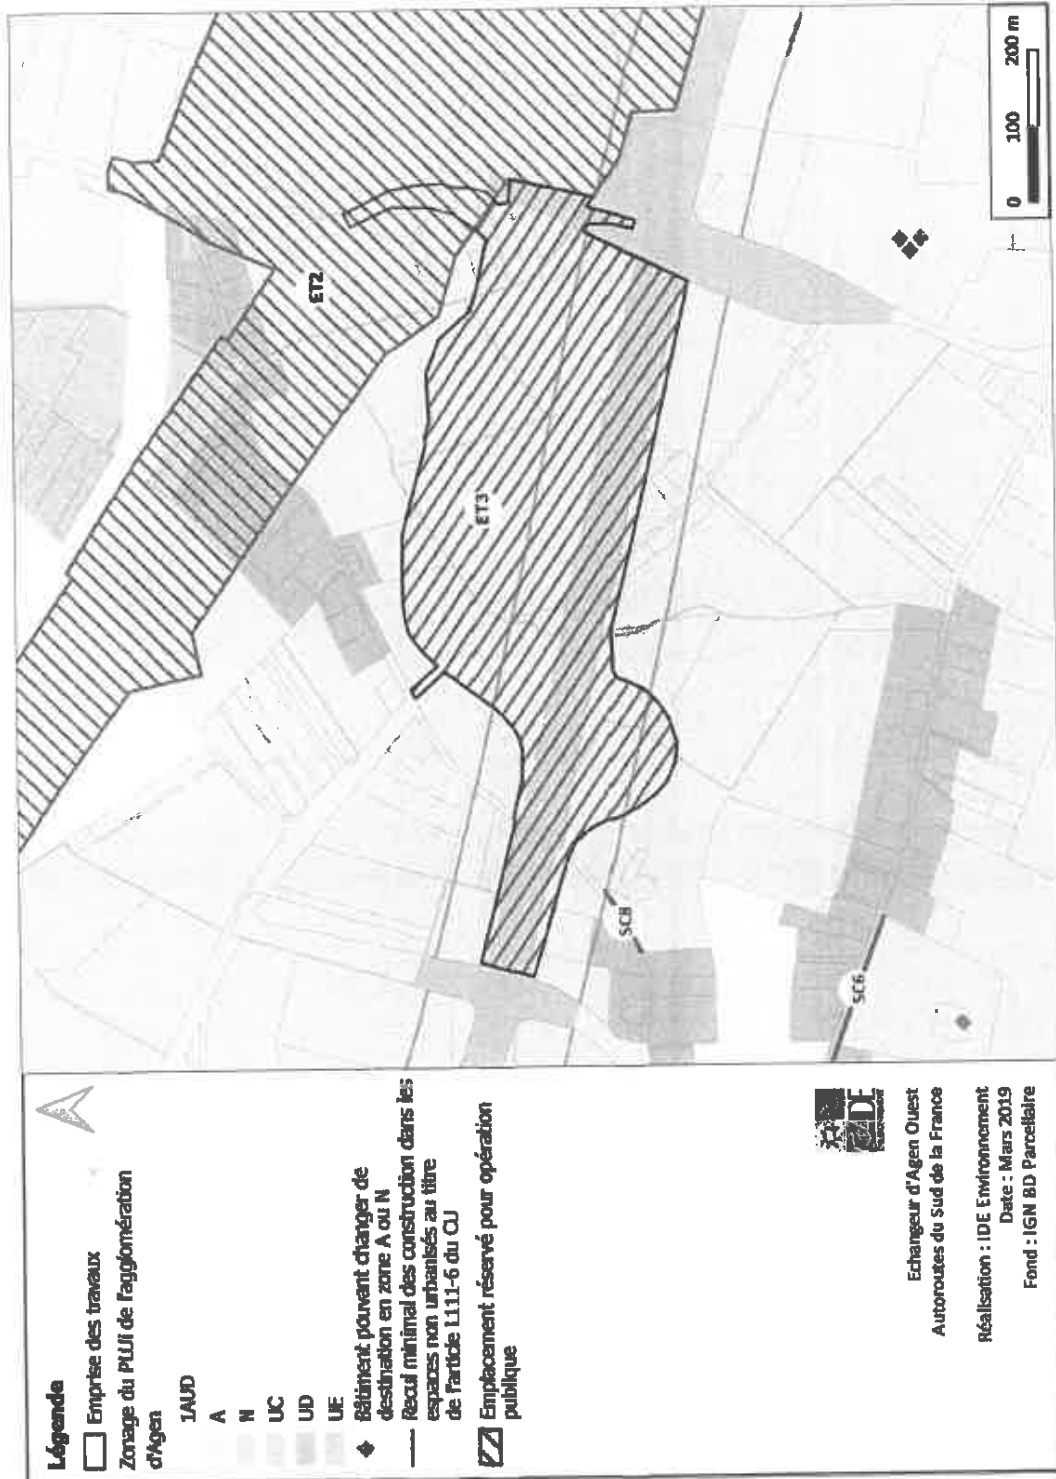 Légende
Emprise des travaux
Zonage du PLUi de l'agglomération
d'Agen
1AUD
A
N
UC
UD
UE
Bâtiment pouvant changer de
destination en zone A ou N
Recul minimal des construction dans les
espaces non urbanisés au titre
de l'article L111-6 du CU
Emplacement réservé pour opération
publique
IDE
Echangeur d'Agen Ouest
Autoroutes du Sud de la France
Réalisation : IDE Environnement
Date : Mars 2019
Fond : IGN BD Parcellaire
ET2
ET3
SC8
SC6
0 100 200 m